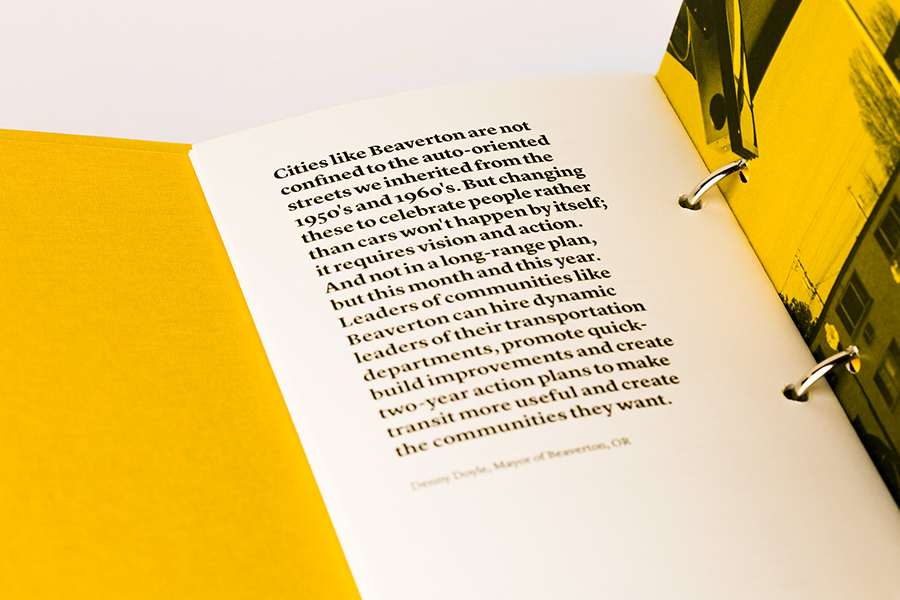 Cities like Beaverton are not
confined to the auto-oriented
streets we inherited from the
1950's and 1960's. But changing
these to celebrate people rather
than cars won't happen by itself;
it requires vision and action.
And not in a long-range plan,
but this month and this year.
Leaders of communities like
Beaverton can hire dynamic
leaders of their transportation
departments, promote quick-
build improvements and create
two-year action plans to make
transit more useful and create
the communities they want.
Denny Doyle, Mayor of Beaverton, OR